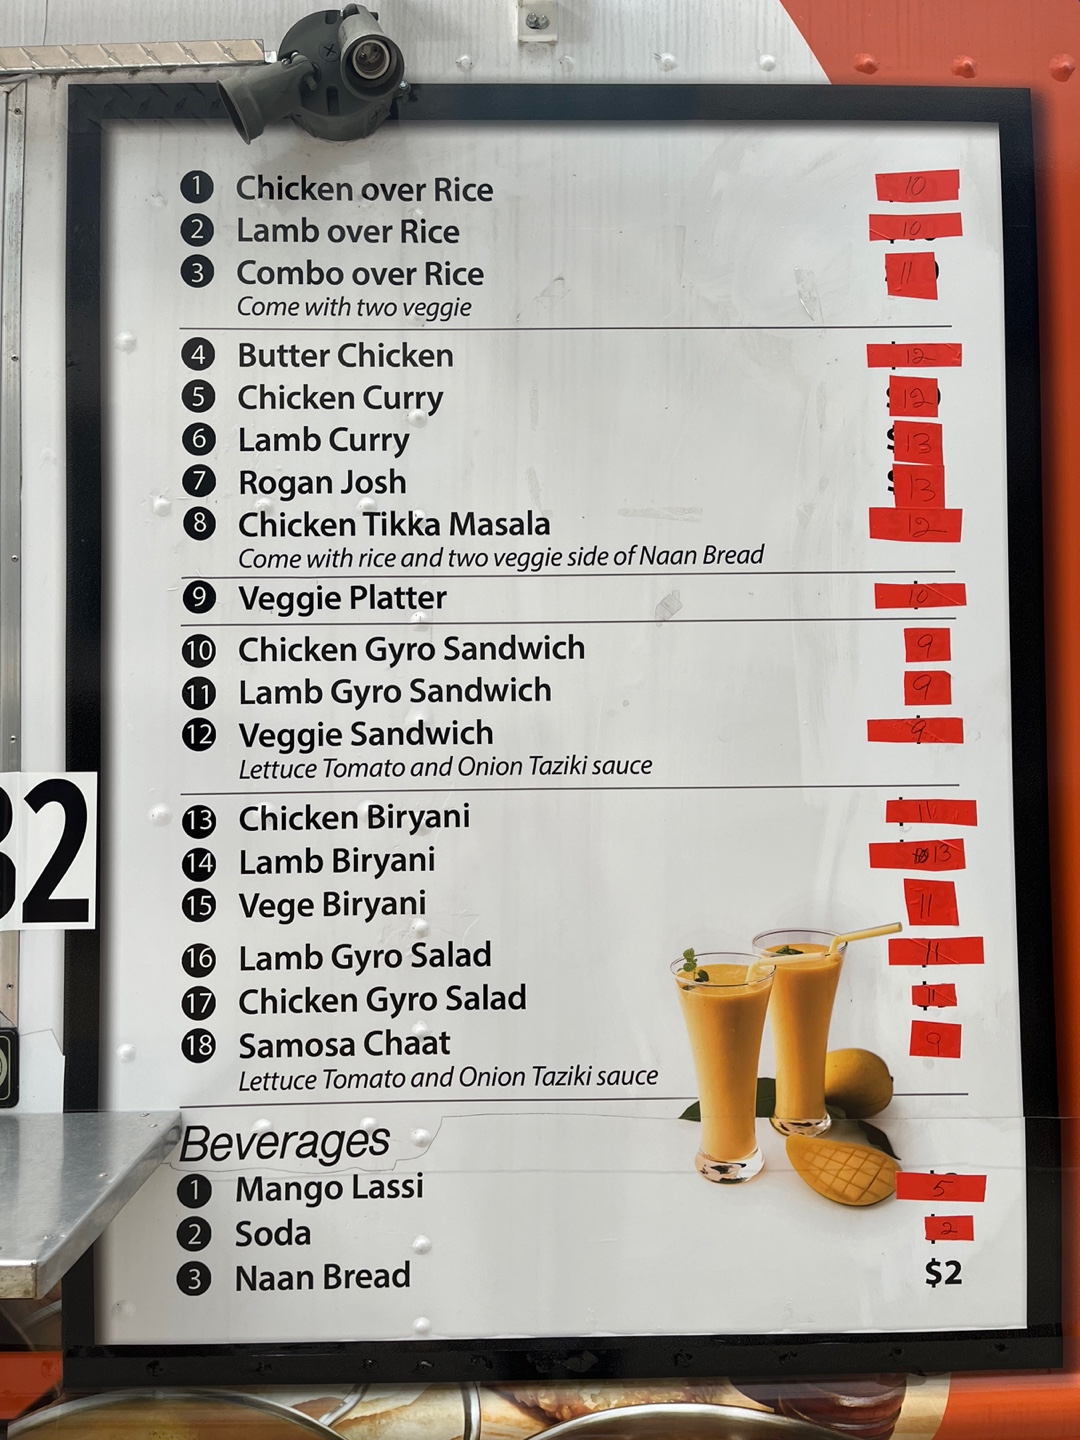 1 Chicken over Rice 10
2 Lamb over Rice 10
3 Combo over Rice 11
Come with two veggie
4 Butter Chicken 12
5 Chicken Curry 12
6 Lamb Curry 13
7 Rogan Josh 13
8 Chicken Tikka Masala 12
Come with rice and two veggie side of Naan Bread
9 Veggie Platter 10
10 Chicken Gyro Sandwich 9
11 Lamb Gyro Sandwich 9
12 Veggie Sandwich 9
Lettuce Tomato and Onion Taziki sauce
32
13 Chicken Biryani 11
14 Lamb Biryani 13
15 Vege Biryani 11
16 Lamb Gyro Salad 11
17 Chicken Gyro Salad 11
18 Samosa Chaat 9
Lettuce Tomato and Onion Taziki sauce
Beverages
1 Mango Lassi 5
2 Soda 2
3 Naan Bread $2